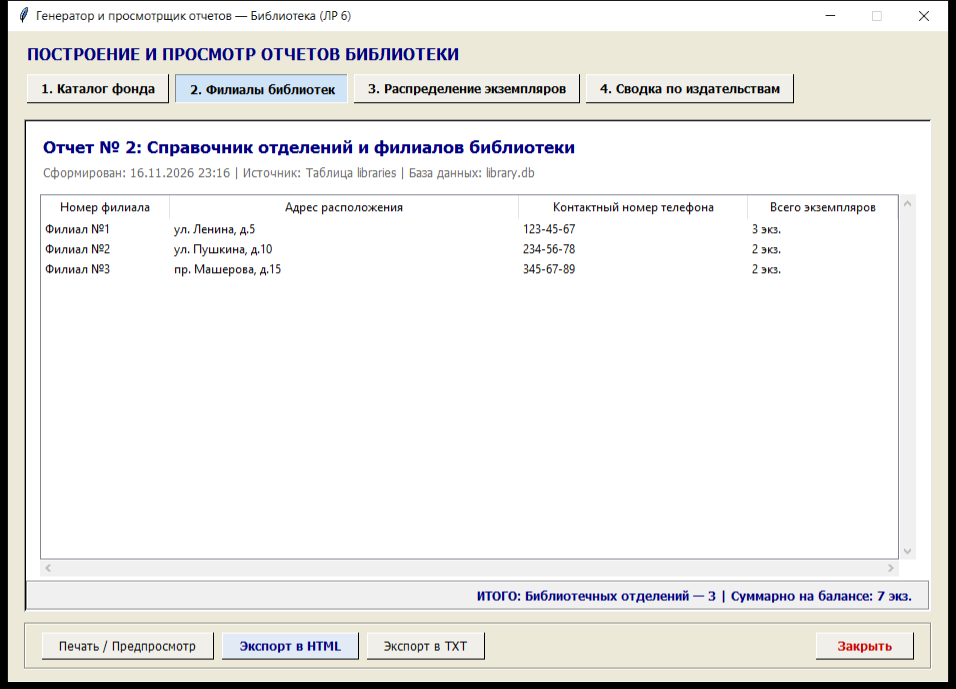 Генератор и просмотрщик отчетов — Библиотека (ЛР 6)
ПОСТРОЕНИЕ И ПРОСМОТР ОТЧЕТОВ БИБЛИОТЕКИ
1. Каталог фонда 2. Филиалы библиотек 3. Распределение экземпляров 4. Сводка по издательствам
Отчет № 2: Справочник отделений и филиалов библиотеки
Сформирован: 16.11.2026 23:16 | Источник: Таблица libraries | База данных: library.db
Номер филиала Адрес расположения Контактный номер телефона Всего экземпляров
Филиал №1 ул. Ленина, д.5 123-45-67 3 экз.
Филиал №2 ул. Пушкина, д.10 234-56-78 2 экз.
Филиал №3 пр. Машерова, д.15 345-67-89 2 экз.
ИТОГО: Библиотечных отделений — 3 | Суммарно на балансе: 7 экз.
Печать / Предпросмотр Экспорт в HTML Экспорт в TXT Закрыть